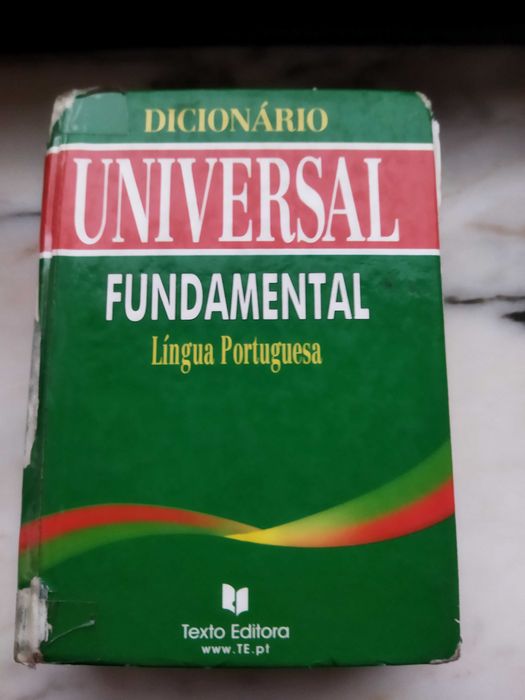 DICIONÁRIO
UNIVERSAL
FUNDAMENTAL
Língua Portuguesa
Texto Editora
www.TE.pt